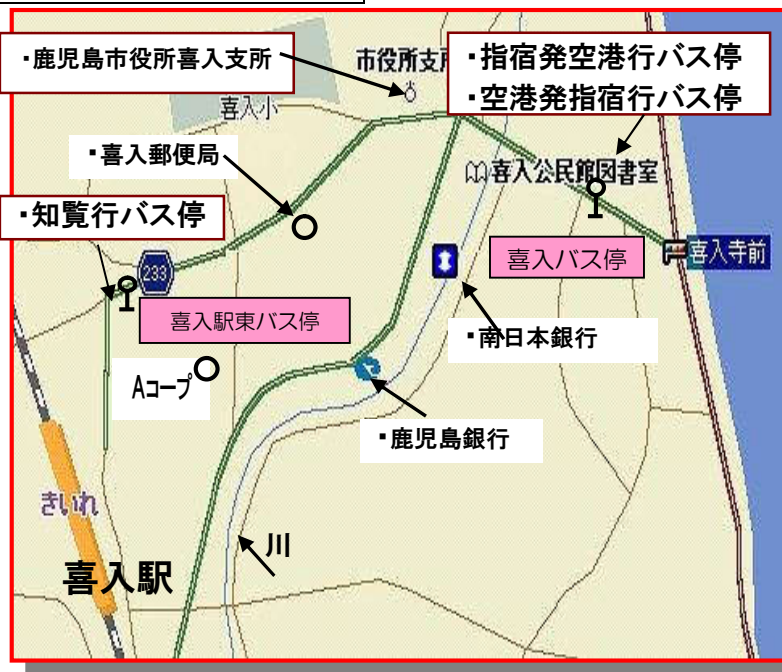 ・鹿児島市役所喜入支所
市役所支
・指宿発空港行バス停
・空港発指宿行バス停
喜入小
・喜入郵便局
喜入公民館図書室
・知覧行バス停
喜入バス停
喜入寺前
233
喜入駅東バス停
・南日本銀行
Aコープ
・鹿児島銀行
きいれ
川
喜入駅